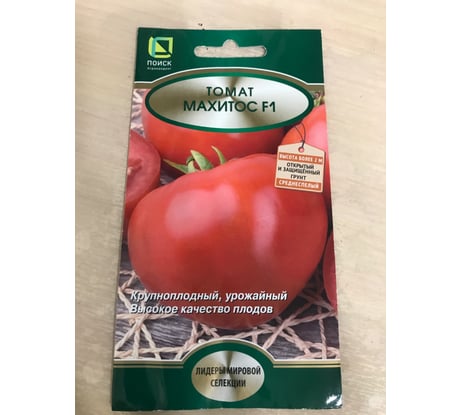 ПОИСК
Агрохолдинг
ТОМАТ
МАХИТОС F1
ВЫСОТА БОЛЕЕ 2 М
ОТКРЫТЫЙ
И ЗАЩИЩЁННЫЙ
ГРУНТ
СРЕДНЕСПЕЛЫЙ
Крупноплодный, урожайный
Высокое качество плодов
ЛИДЕРЫ МИРОВОЙ
СЕЛЕКЦИИ